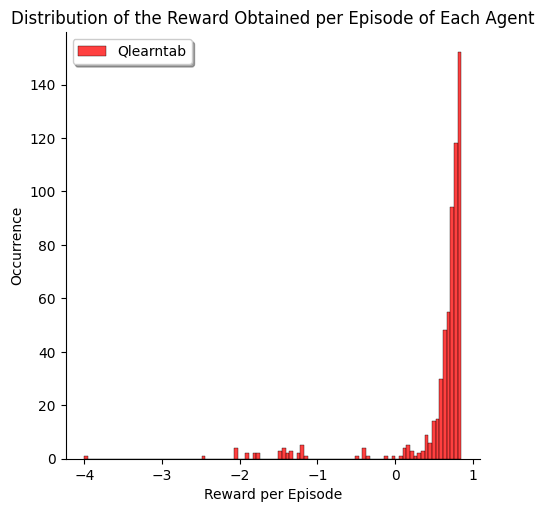 Distribution of the Reward Obtained per Episode of Each Agent
Qlearntab
Occurrence
140
120
100
80
60
40
20
0
−4 −3 −2 −1 0 1
Reward per Episode